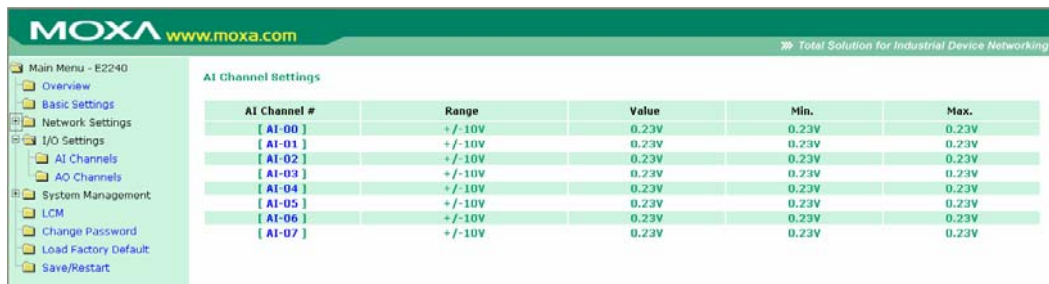 MOXA www.moxa.com
Total Solution for Industrial Device Networking
Main Menu - E2240
Overview
Basic Settings
Network Settings
I/O Settings
AI Channels
AO Channels
System Management
LCM
Change Password
Load Factory Default
Save/Restart
AI Channel Settings
AI Channel # Range Value Min. Max.
[ AI-00 ] +/-10V 0.23V 0.23V 0.23V
[ AI-01 ] +/-10V 0.23V 0.23V 0.23V
[ AI-02 ] +/-10V 0.23V 0.23V 0.23V
[ AI-03 ] +/-10V 0.23V 0.23V 0.23V
[ AI-04 ] +/-10V 0.23V 0.23V 0.23V
[ AI-05 ] +/-10V 0.23V 0.23V 0.23V
[ AI-06 ] +/-10V 0.23V 0.23V 0.23V
[ AI-07 ] +/-10V 0.23V 0.23V 0.23V